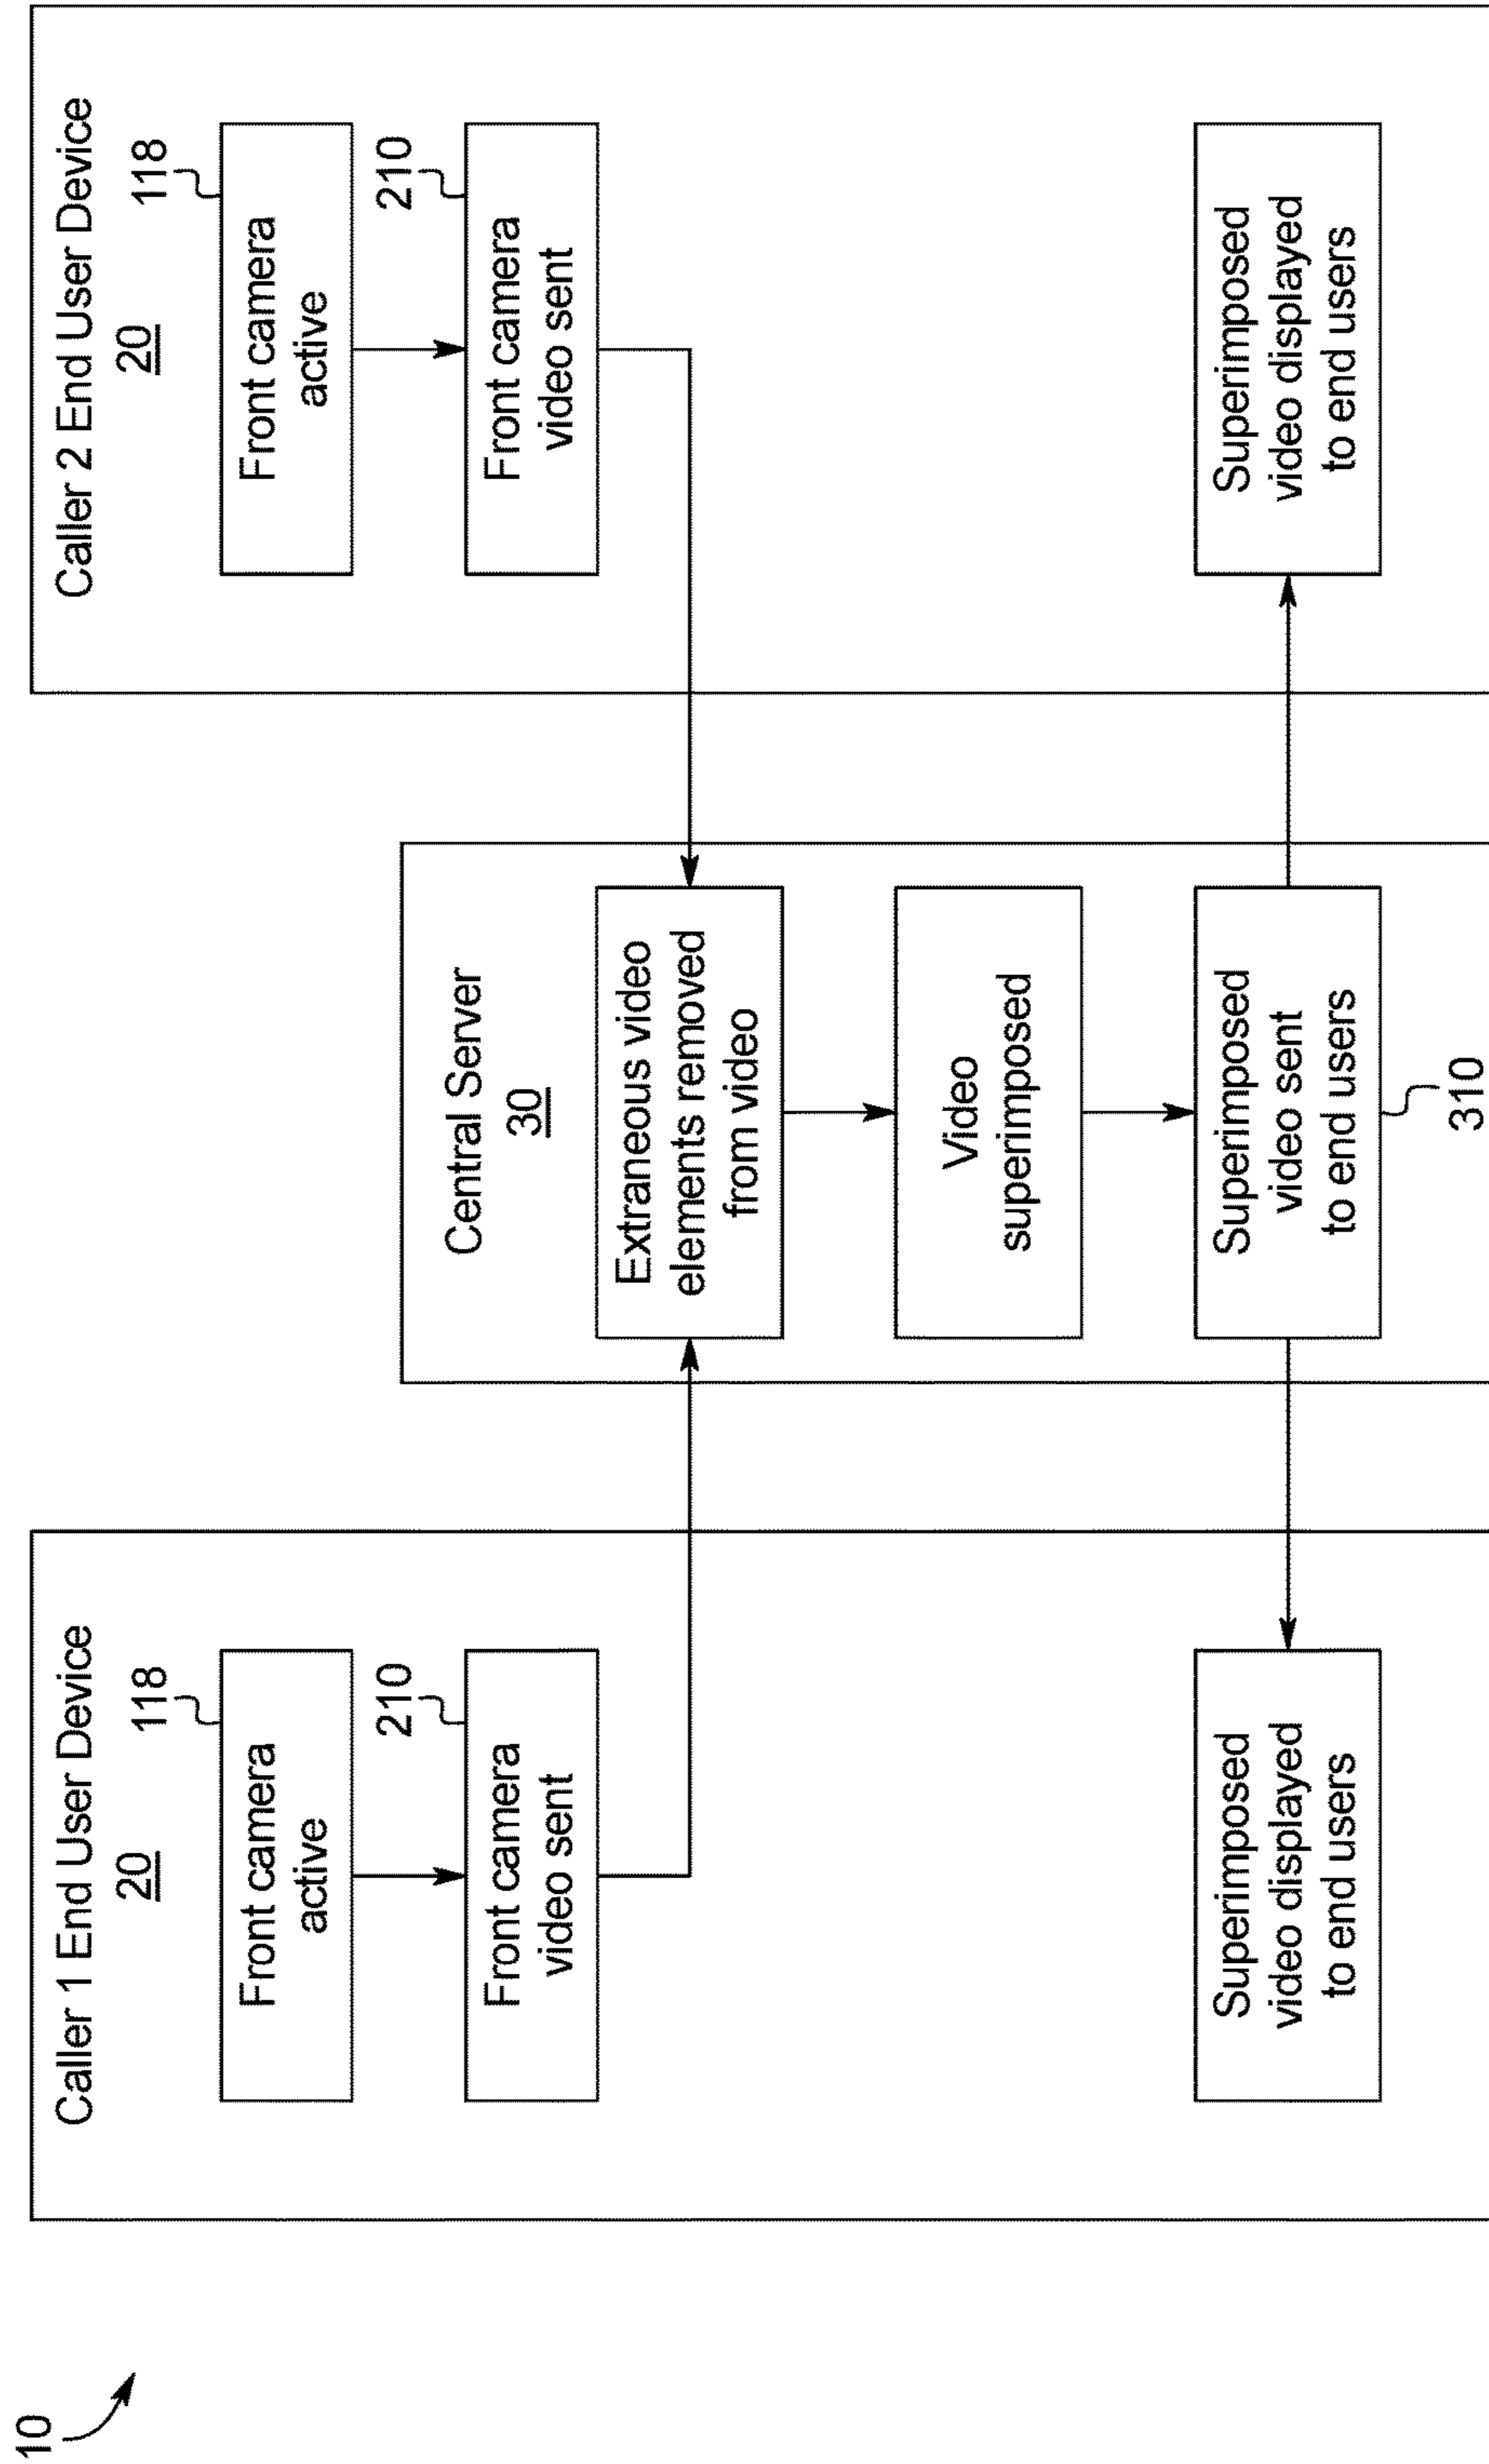 10
Caller 1 End User Device
20
118
Front camera
active
210
Front camera
video sent
Superimposed
video displayed
to end users
Central Server
30
Extraneous video
elements removed
from video
Video
superimposed
Superimposed
video sent
to end users
310
Caller 2 End User Device
20
118
Front camera
active
210
Front camera
video sent
Superimposed
video displayed
to end users